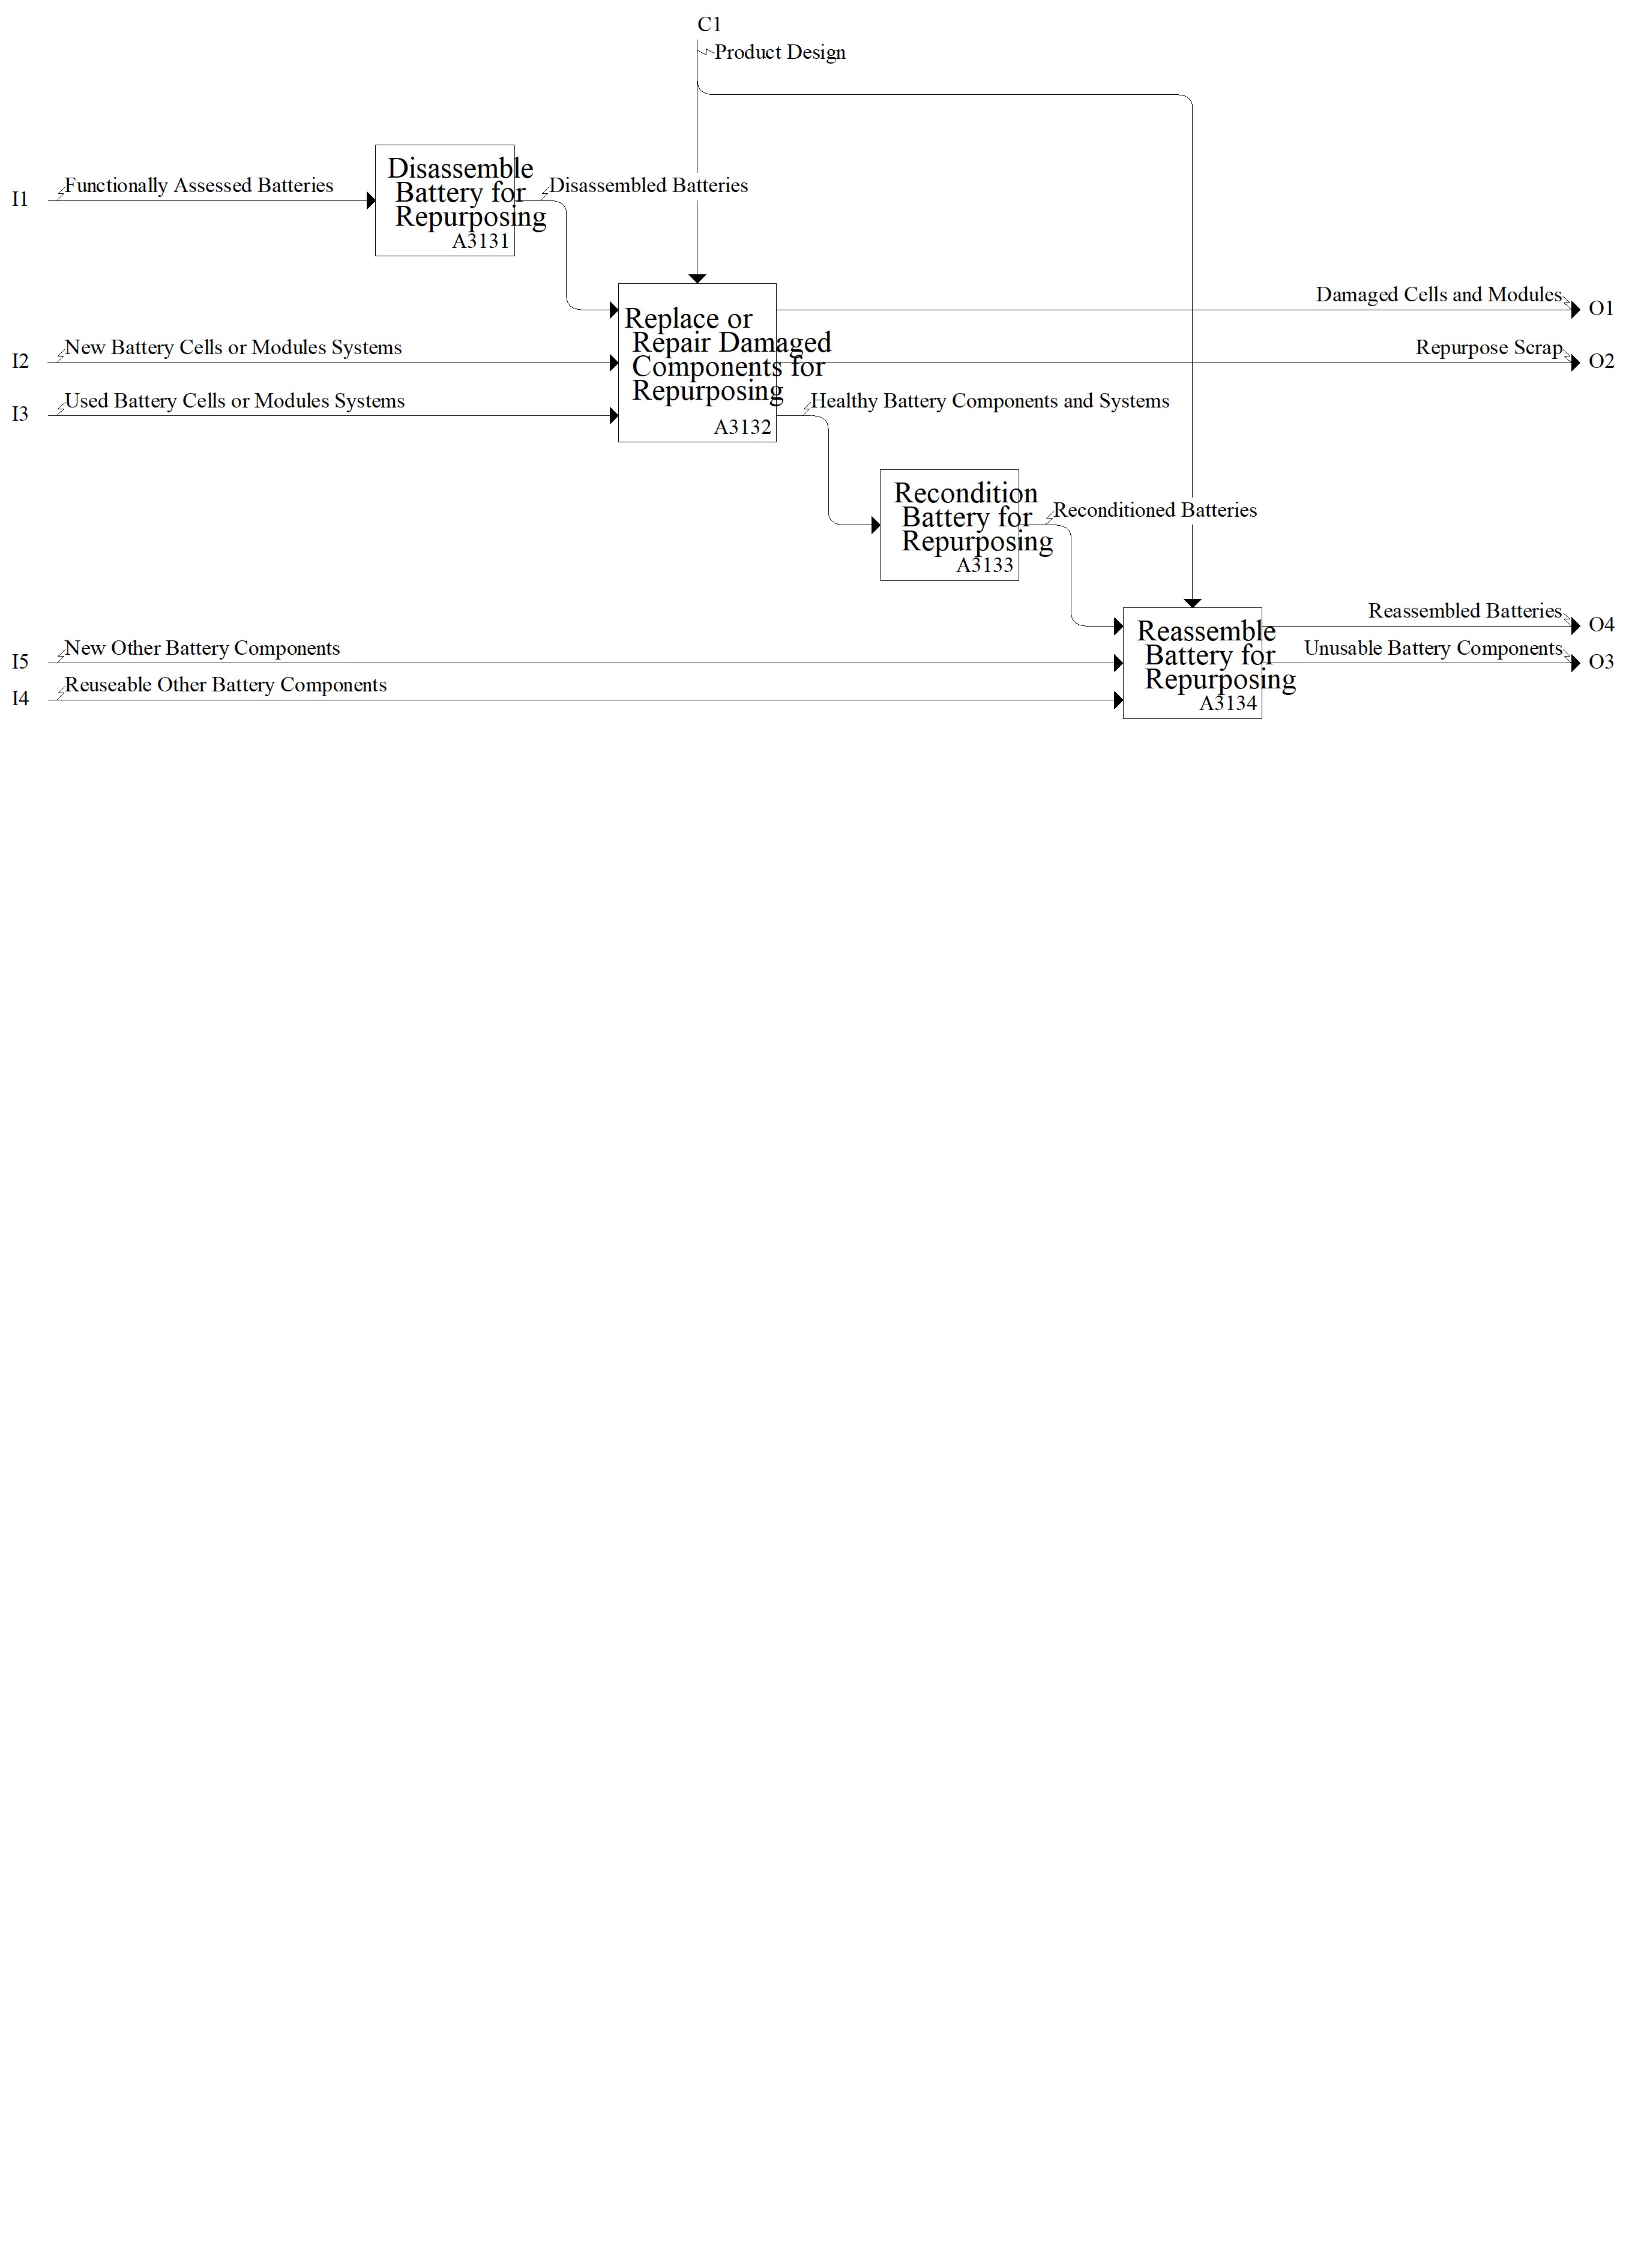 C1
Product Design
Disassemble
Battery for
Repurposing
A3131
I1
Functionally Assessed Batteries
Disassembled Batteries
Replace or
Repair Damaged
Components for
Repurposing
A3132
Damaged Cells and Modules
O1
I2
New Battery Cells or Modules Systems
Repurpose Scrap
O2
I3
Used Battery Cells or Modules Systems
Healthy Battery Components and Systems
Recondition
Battery for
Repurposing
A3133
Reconditioned Batteries
Reassemble
Battery for
Repurposing
A3134
Reassembled Batteries
O4
I5
New Other Battery Components
Unusable Battery Components
O3
I4
Reuseable Other Battery Components